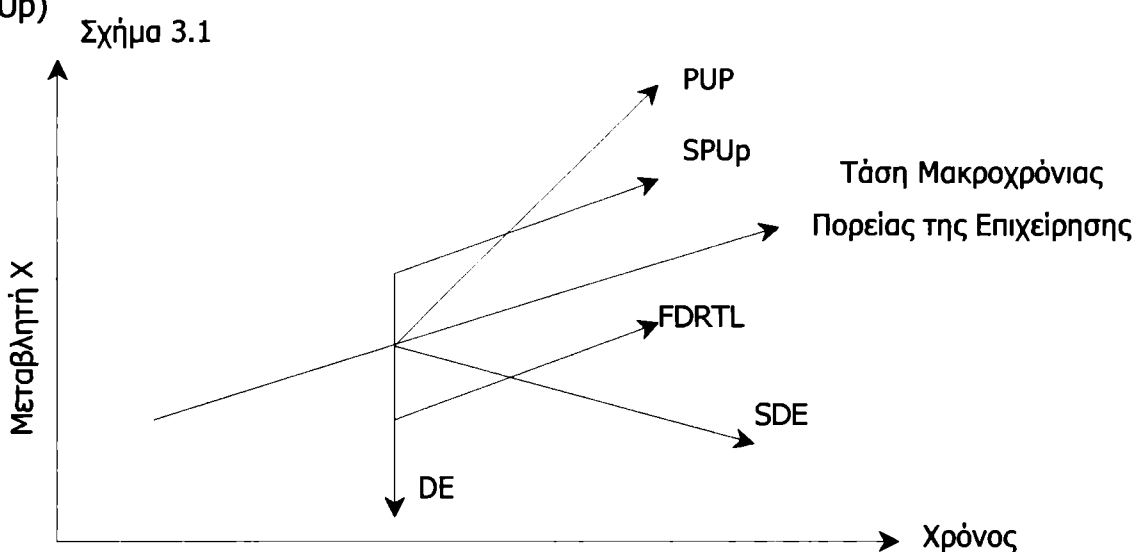 Up)
Σχήμα 3.1
PUP
SPUp
Τάση Μακροχρόνιας
Πορείας της Επιχείρησης
Μεταβλητή Χ
FDRTL
SDE
DE
Χρόνος